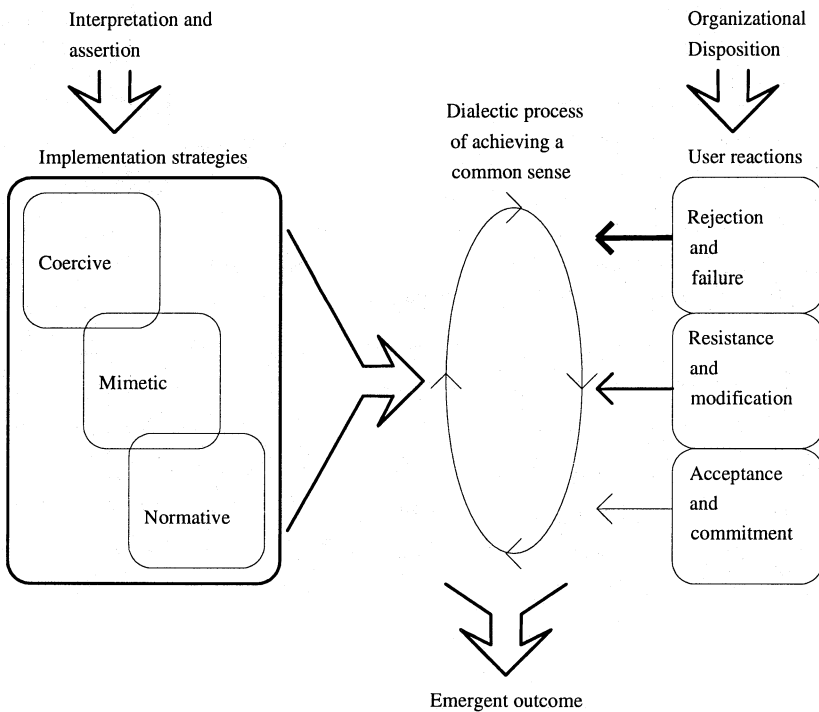 Interpretation and
assertion
Organizational
Disposition
Dialectic process
of achieving a
common sense
Implementation strategies
User reactions
Coercive
Mimetic
Normative
Rejection
and
failure
Resistance
and
modification
Acceptance
and
commitment
Emergent outcome